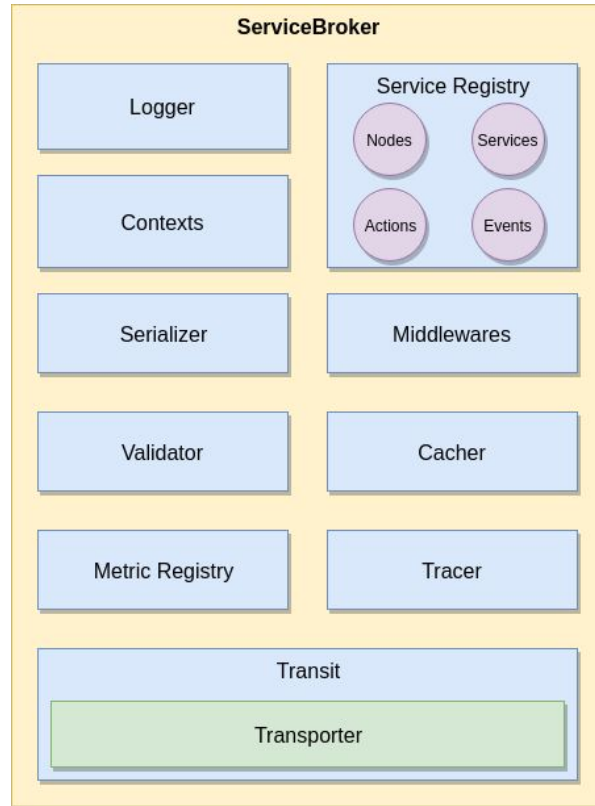 ServiceBroker
Logger
Service Registry
Nodes
Services
Contexts
Actions
Events
Serializer
Middlewares
Validator
Cacher
Metric Registry
Tracer
Transit
Transporter